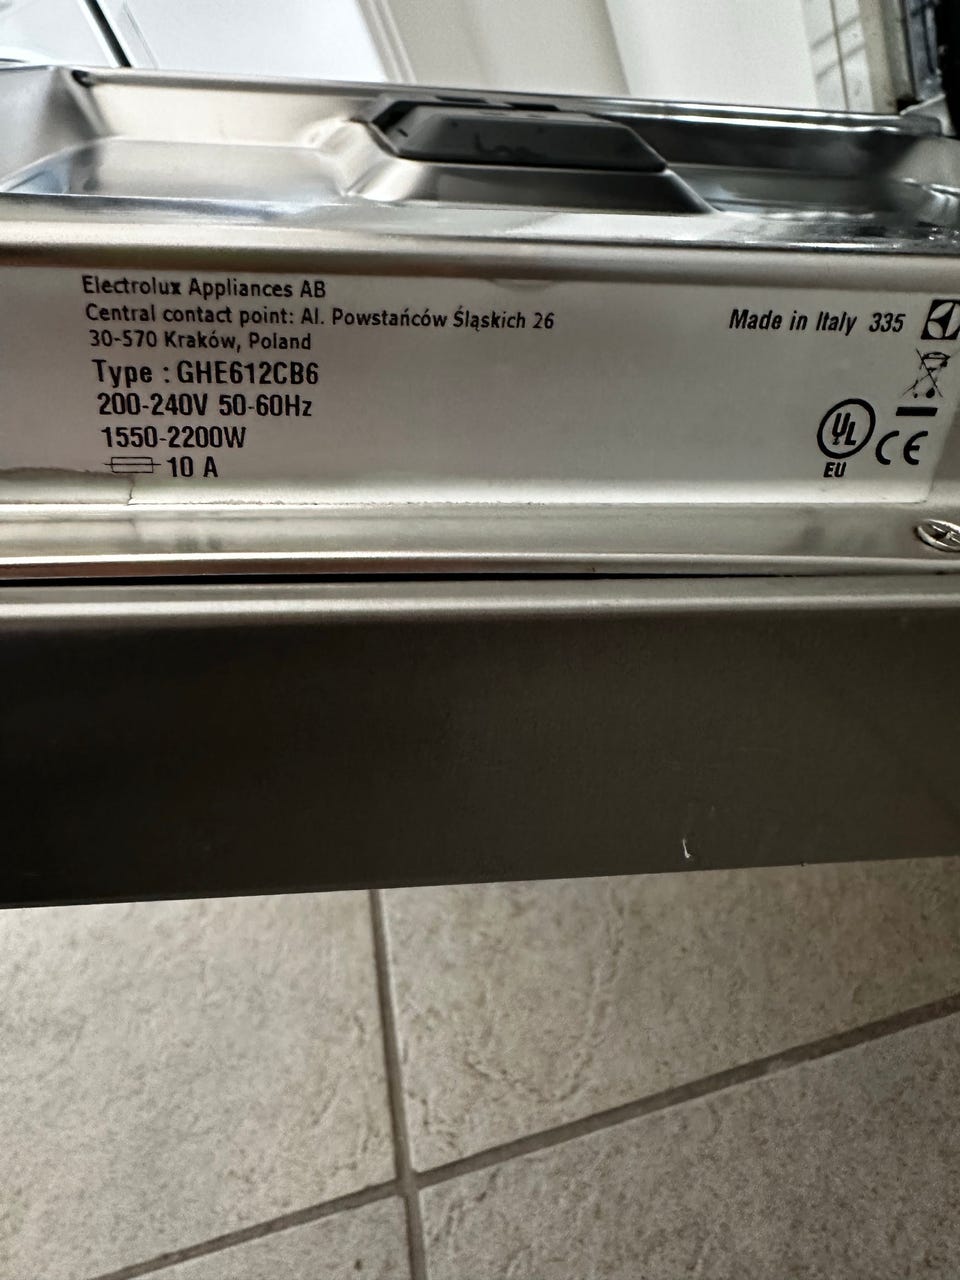 Electrolux Appliances AB
Central contact point: Al. Powstańców Śląskich 26
30-570 Kraków, Poland
Type : GHE612CB6
200-240V 50-60Hz
1550-2200W
10 A
Made in Italy 335
UL
EU
CE